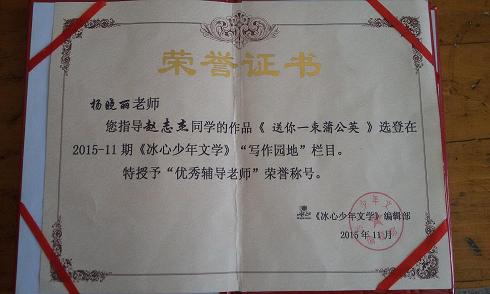 荣誉证书
杨晓丽老师
您指导赵志杰同学的作品《送你一束蒲公英》选登在
2015-11期《冰心少年文学》“写作园地”栏目。
特授予“优秀辅导老师”荣誉称号。
《冰心少年文学》编辑部
2015年11月